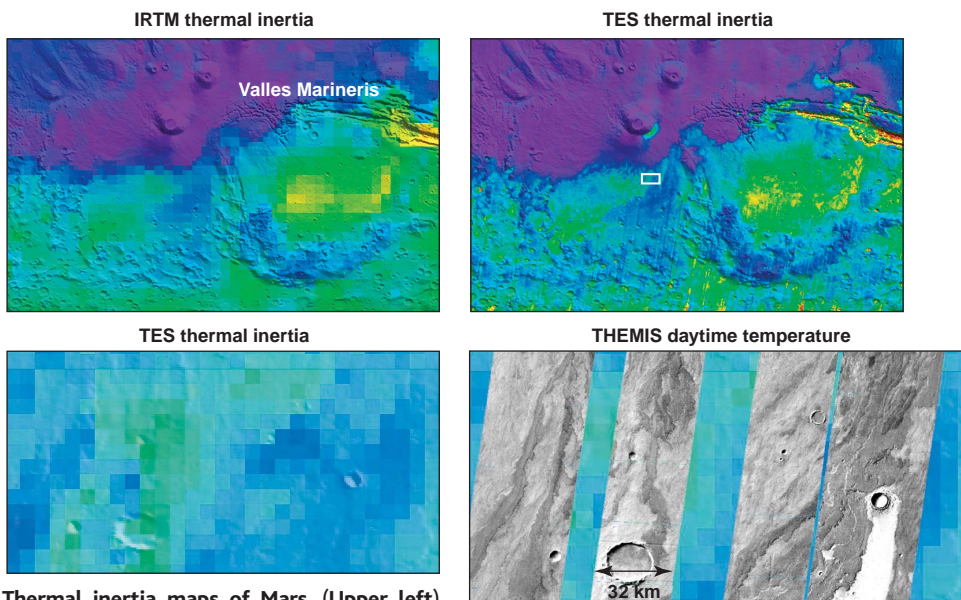 IRTM thermal inertia
TES thermal inertia
Valles Marineris
TES thermal inertia
THEMIS daytime temperature
32 km
Thermal inertia maps of Mars. (Upper left)